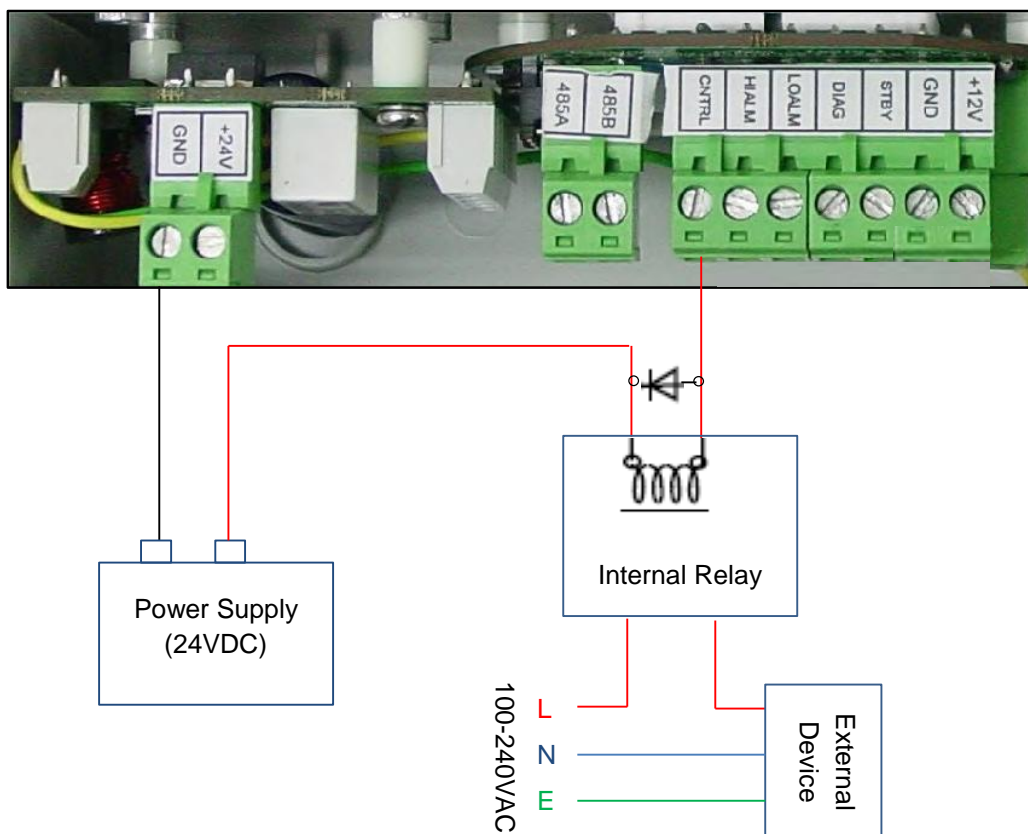 GND
+24V
485A
485B
CNTRL
HIALM
LOALM
DIAG
STBY
GND
+12V
Internal Relay
Power Supply
(24VDC)
100-240VAC
L
N
E
External
Device